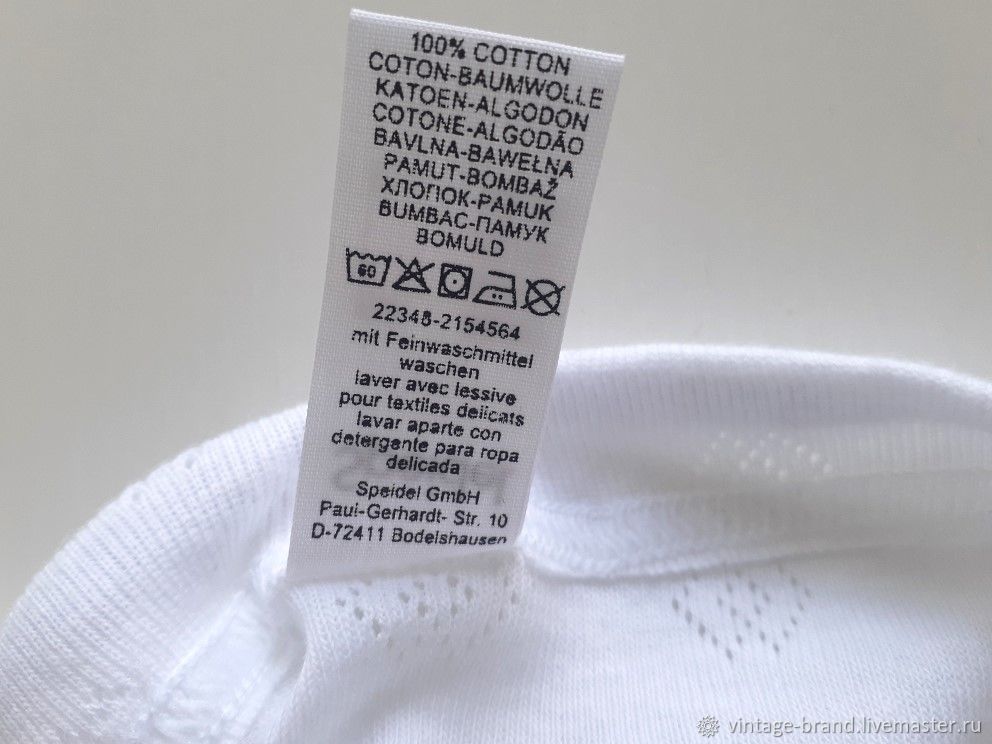 100% COTTON
COTON-BAUMWOLLE
KATOEN-ALGODON
COTONE-ALGODÃO
BAVLNA-BAWEŁNA
PAMUT-BOMBAŽ
ХЛОПОК-PAMUK
BUMBAC-ПАМУК
BOMULD
60
22348-2154564
mit Feinwaschmittel
waschen
laver avec lessive
pour textiles delicats
lavar aparte con
detergente para ropa
delicada
Speidel GmbH
Paul-Gerhardt- Str. 10
D-72411 Bodelshausen
vintage-brand.livemaster.ru